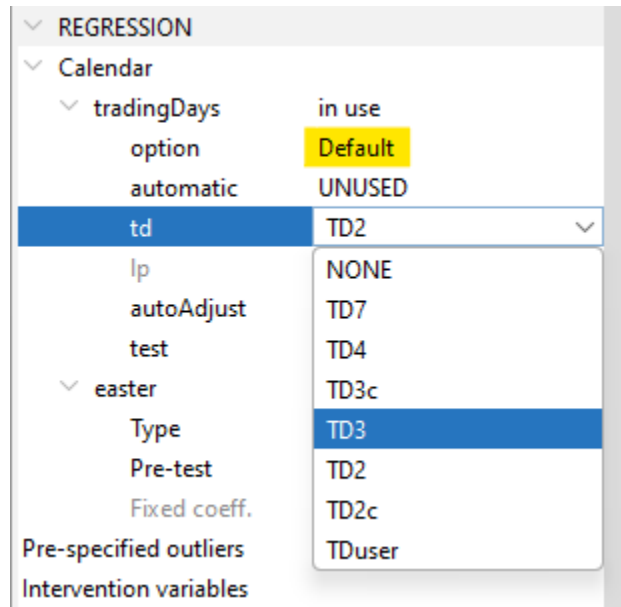 REGRESSION
Calendar
tradingDays in use
option Default
automatic UNUSED
td TD2
lp NONE
autoAdjust TD7
test TD4
easter TD3c
Type TD3
Pre-test TD2
Fixed coeff. TD2c
Pre-specified outliers TDuser
Intervention variables